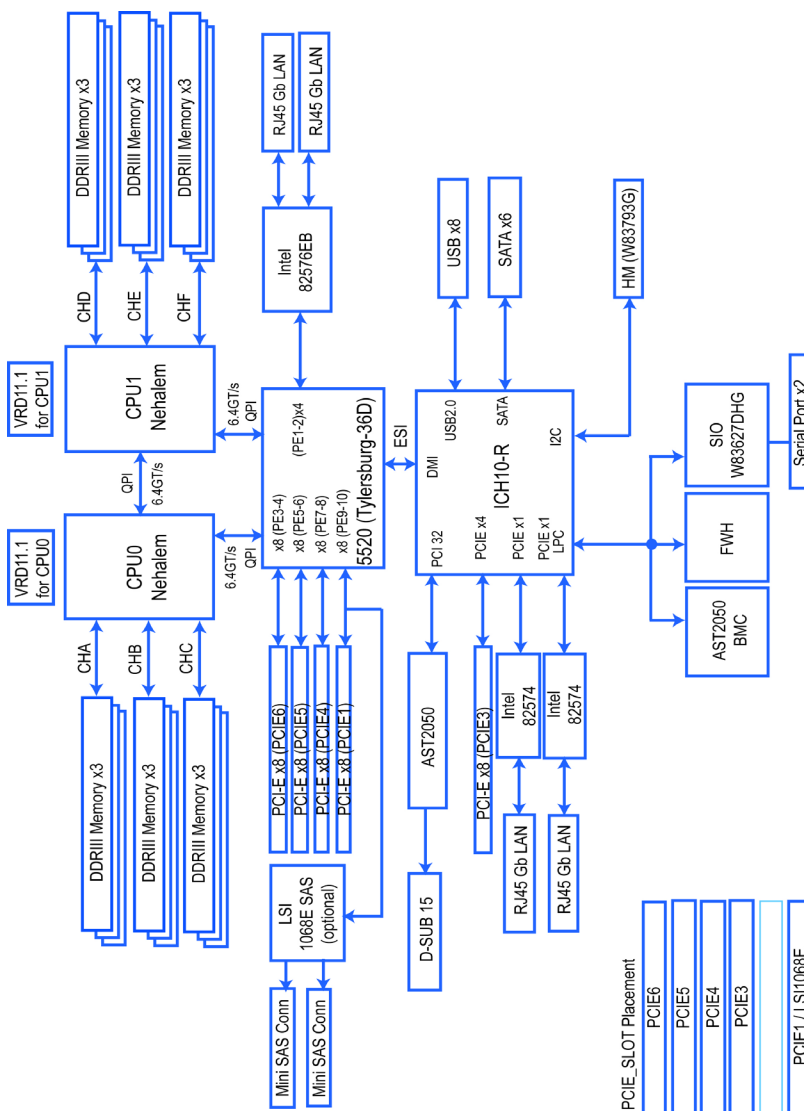 VRD11.1
for CPU0
VRD11.1
for CPU1
DDRIII Memory x3
DDRIII Memory x3
DDRIII Memory x3
CHA
CHB
CHC
CPU0
Nehalem
QPI
6.4GT/s
CPU1
Nehalem
CHD
CHE
CHF
DDRIII Memory x3
DDRIII Memory x3
DDRIII Memory x3
6.4GT/s
QPI
6.4GT/s
QPI
x8 (PE3-4)
x8 (PE5-6)
x8 (PE7-8)
x8 (PE9-10)
(PE1-2)x4
5520 (Tylersburg-36D)
Intel
82576EB
RJ45 Gb LAN
RJ45 Gb LAN
PCI-E x8 (PCIE6)
PCI-E x8 (PCIE5)
PCI-E x8 (PCIE4)
PCI-E x8 (PCIE1)
LSI
1068E SAS
(optional)
Mini SAS Conn
Mini SAS Conn
ESI
PCI 32
DMI
USB2.0
PCIE x4
ICH10-R
SATA
PCIE x1
PCIE x1
LPC
I2C
USB x8
SATA x6
HM (W83793G)
AST2050
D-SUB 15
PCI-E x8 (PCIE3)
Intel
82574
Intel
82574
RJ45 Gb LAN
RJ45 Gb LAN
AST2050
BMC
FWH
SIO
W83627DHG
Serial Port x2
PCIE_SLOT Placement
PCIE6
PCIE5
PCIE4
PCIE3
PCIE1 / LSI1068E